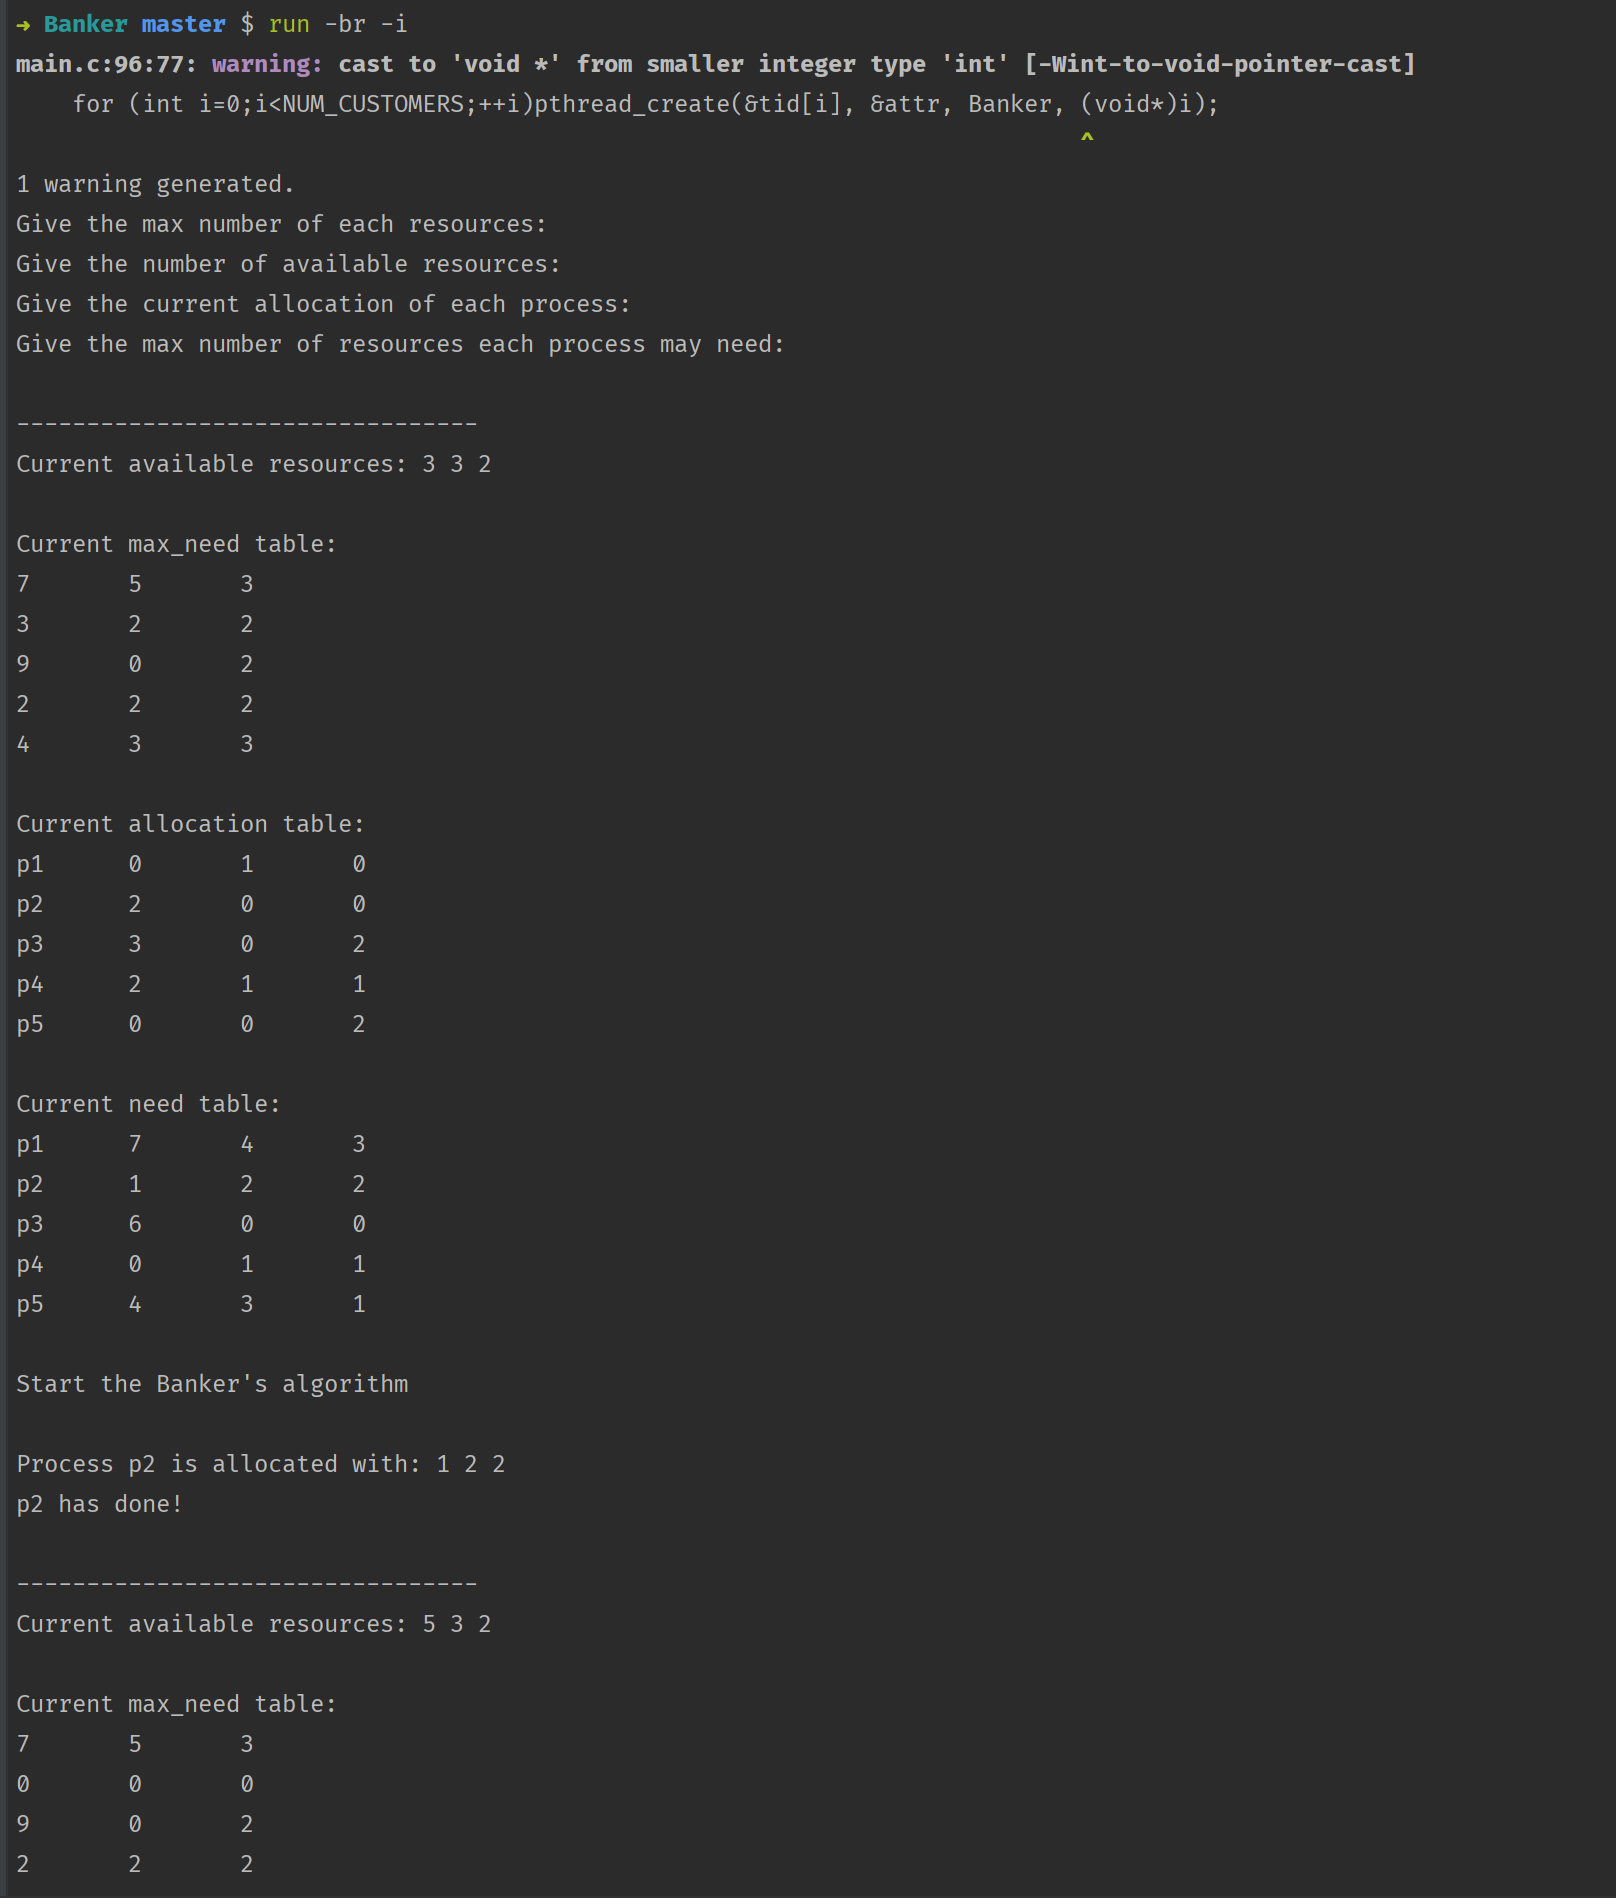 ➜ Banker master $ run -br -i
main.c:96:77: warning: cast to 'void *' from smaller integer type 'int' [-Wint-to-void-pointer-cast]
    for (int i=0;i<NUM_CUSTOMERS;++i)pthread_create(&tid[i], &attr, Banker, (void*)i);
                                                                            ^
1 warning generated.
Give the max number of each resources:
Give the number of available resources:
Give the current allocation of each process:
Give the max number of resources each process may need:
---------------------------------
Current available resources: 3 3 2
Current max_need table:
7       5       3
3       2       2
9       0       2
2       2       2
4       3       3
Current allocation table:
p1      0       1       0
p2      2       0       0
p3      3       0       2
p4      2       1       1
p5      0       0       2
Current need table:
p1      7       4       3
p2      1       2       2
p3      6       0       0
p4      0       1       1
p5      4       3       1
Start the Banker's algorithm
Process p2 is allocated with: 1 2 2
p2 has done!
---------------------------------
Current available resources: 5 3 2
Current max_need table:
7       5       3
0       0       0
9       0       2
2       2       2